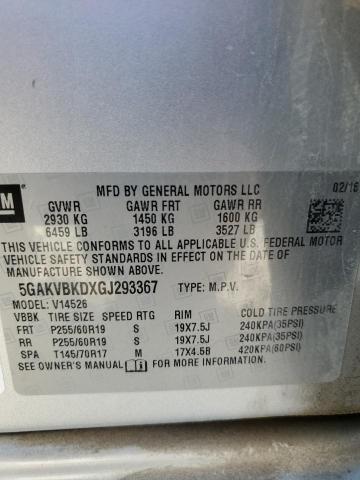 GM
MFD BY GENERAL MOTORS LLC
02/16
GVWR GAWR FRT GAWR RR
2930 KG 1450 KG 1600 KG
6459 LB 3196 LB 3527 LB
THIS VEHICLE CONFORMS TO ALL APPLICABLE U.S. FEDERAL MOTOR
VEHICLE SAFETY STANDARDS IN EFFECT ON THE DATE OF
MANUFACTURE SHOWN ABOVE.
5GAKVBKDXGJ293367 TYPE: M.P.V.
MODEL: V14526
VBBK TIRE SIZE SPEED RTG RIM COLD TIRE PRESSURE
FRT P255/60R19 S 19X7.5J 240KPA(35PSI)
RR P255/60R19 S 19X7.5J 240KPA(35PSI)
SPA T145/70R17 M 17X4.5B 420KPA(60PSI)
SEE OWNER'S MANUAL FOR ADDITIONAL INFORMATION.